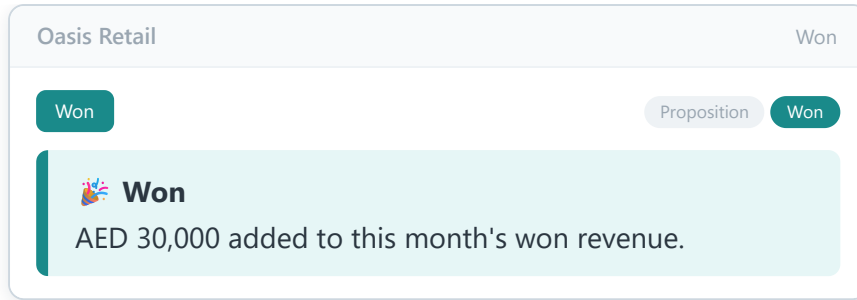 Oasis Retail
Won
Won
Proposition
Won
🎉 Won
AED 30,000 added to this month's won revenue.